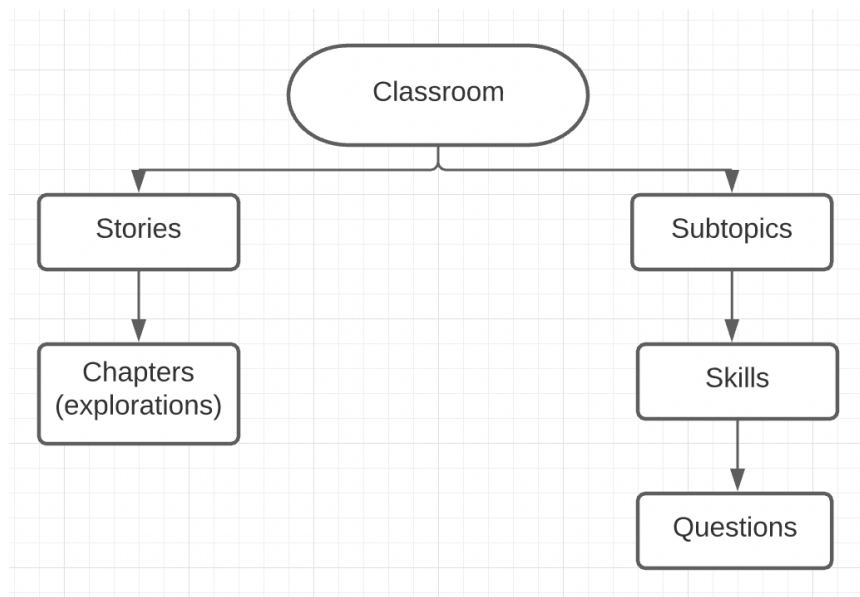 Classroom
Stories
Subtopics
Chapters
(explorations)
Skills
Questions